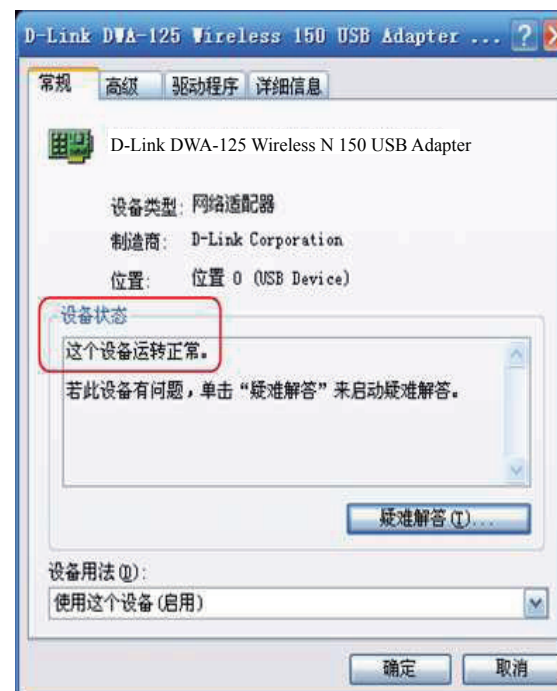 D-Link DWA-125 Wireless 150 USB Adapter ...
常规 高级 驱动程序 详细信息
D-Link DWA-125 Wireless N 150 USB Adapter
设备类型: 网络适配器
制造商: D-Link Corporation
位置: 位置 0 (USB Device)
设备状态
这个设备运转正常。
若此设备有问题，单击“疑难解答”来启动疑难解答。
疑难解答(T)...
设备用法(D):
使用这个设备(启用)
确定 取消